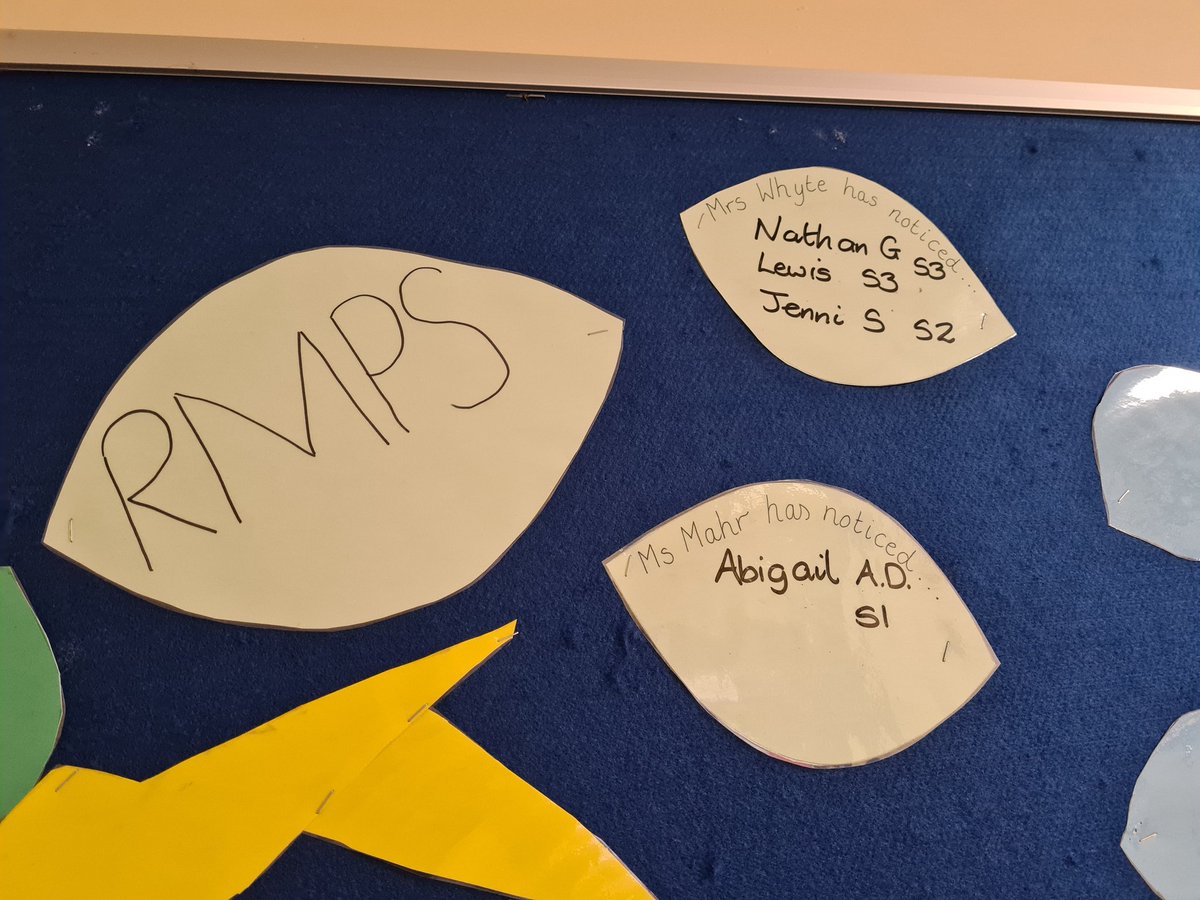 RMPS
Mrs Whyte has noticed...
Nathan G S3
Lewis S3
Jenni S S2
Ms Mahr has noticed...
Abigail A.D.
S1